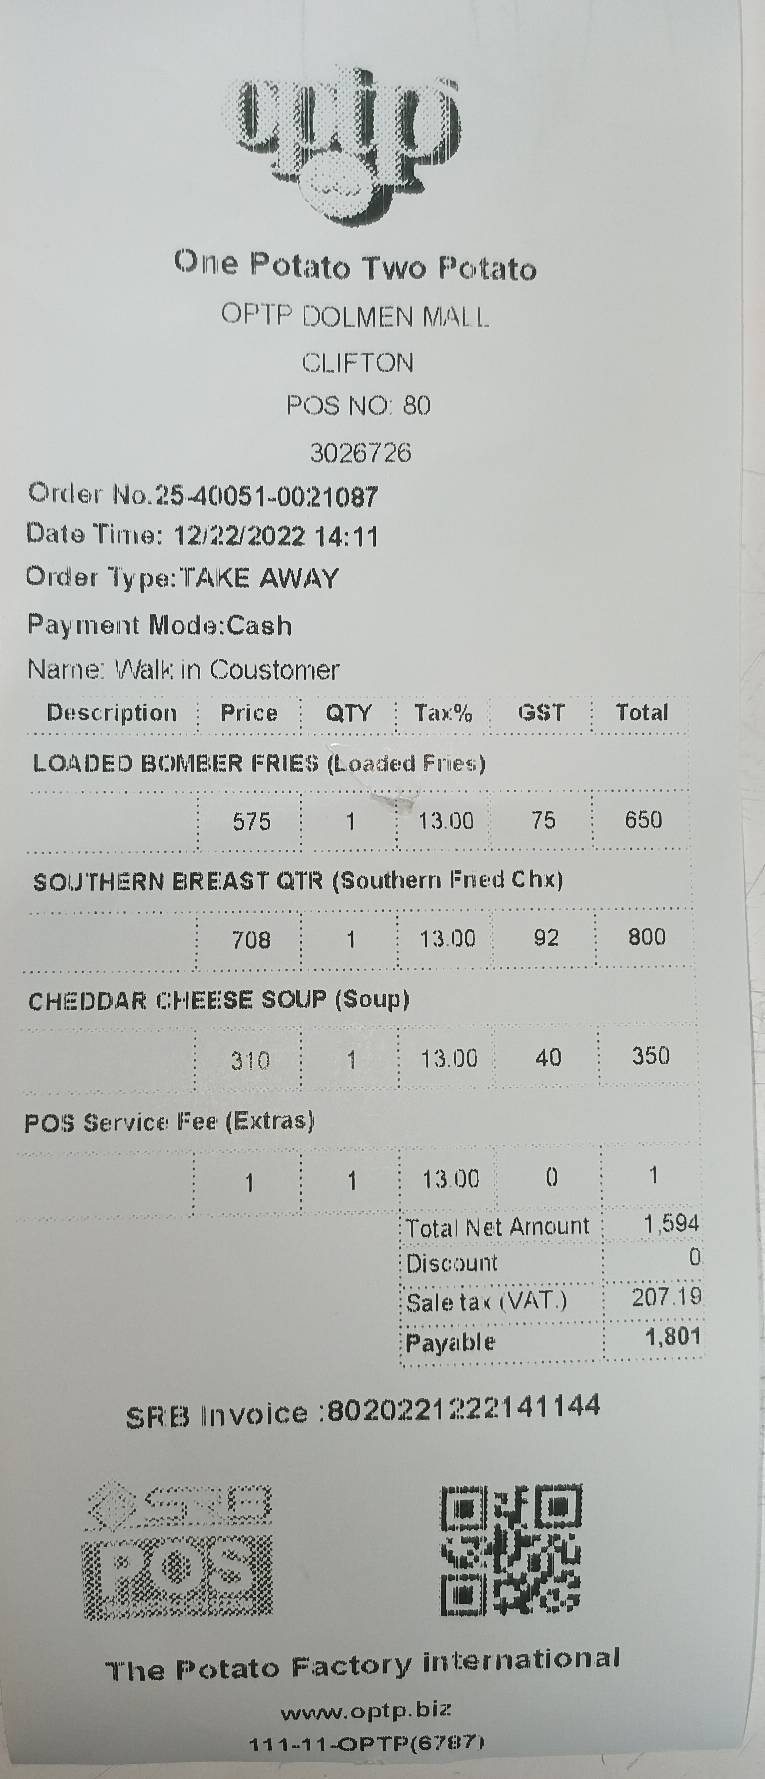 optp
One Potato Two Potato
OPTP DOLMEN MALL
CLIFTON
POS NO: 80
3026726
Order No.25-40051-0021087
Date Time: 12/22/2022 14:11
Order Type:TAKE AWAY
Payment Mode:Cash
Name: Walk in Coustomer
Description Price QTY Tax% GST Total
LOADED BOMBER FRIES (Loaded Fries)
575 1 13.00 75 650
SOUTHERN BREAST QTR (Southern Fried Chx)
708 1 13.00 92 800
CHEDDAR CHEESE SOUP (Soup)
310 1 13.00 40 350
POS Service Fee (Extras)
1 1 13.00 0 1
Total Net Amount 1,594
Discount 0
Sale tax (VAT.) 207.19
Payable 1,801
SRB Invoice :8020221222141144
SRB
POS
The Potato Factory international
www.optp.biz
111-11-OPTP(6787)